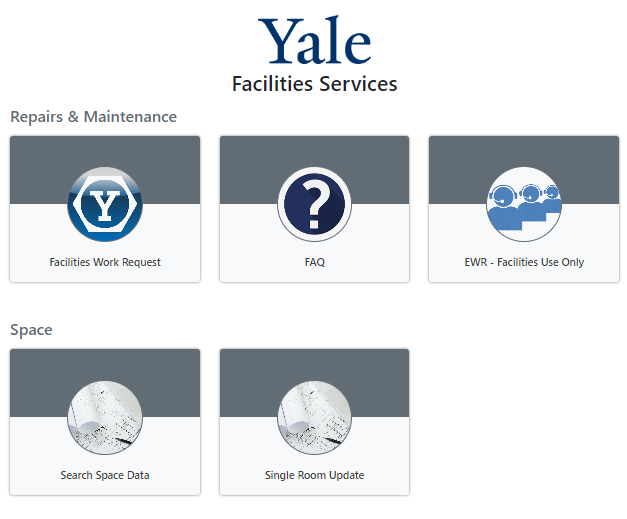 Yale
Facilities Services
Repairs & Maintenance
Y
?
Facilities Work Request
FAQ
EWR - Facilities Use Only
Space
Search Space Data
Single Room Update